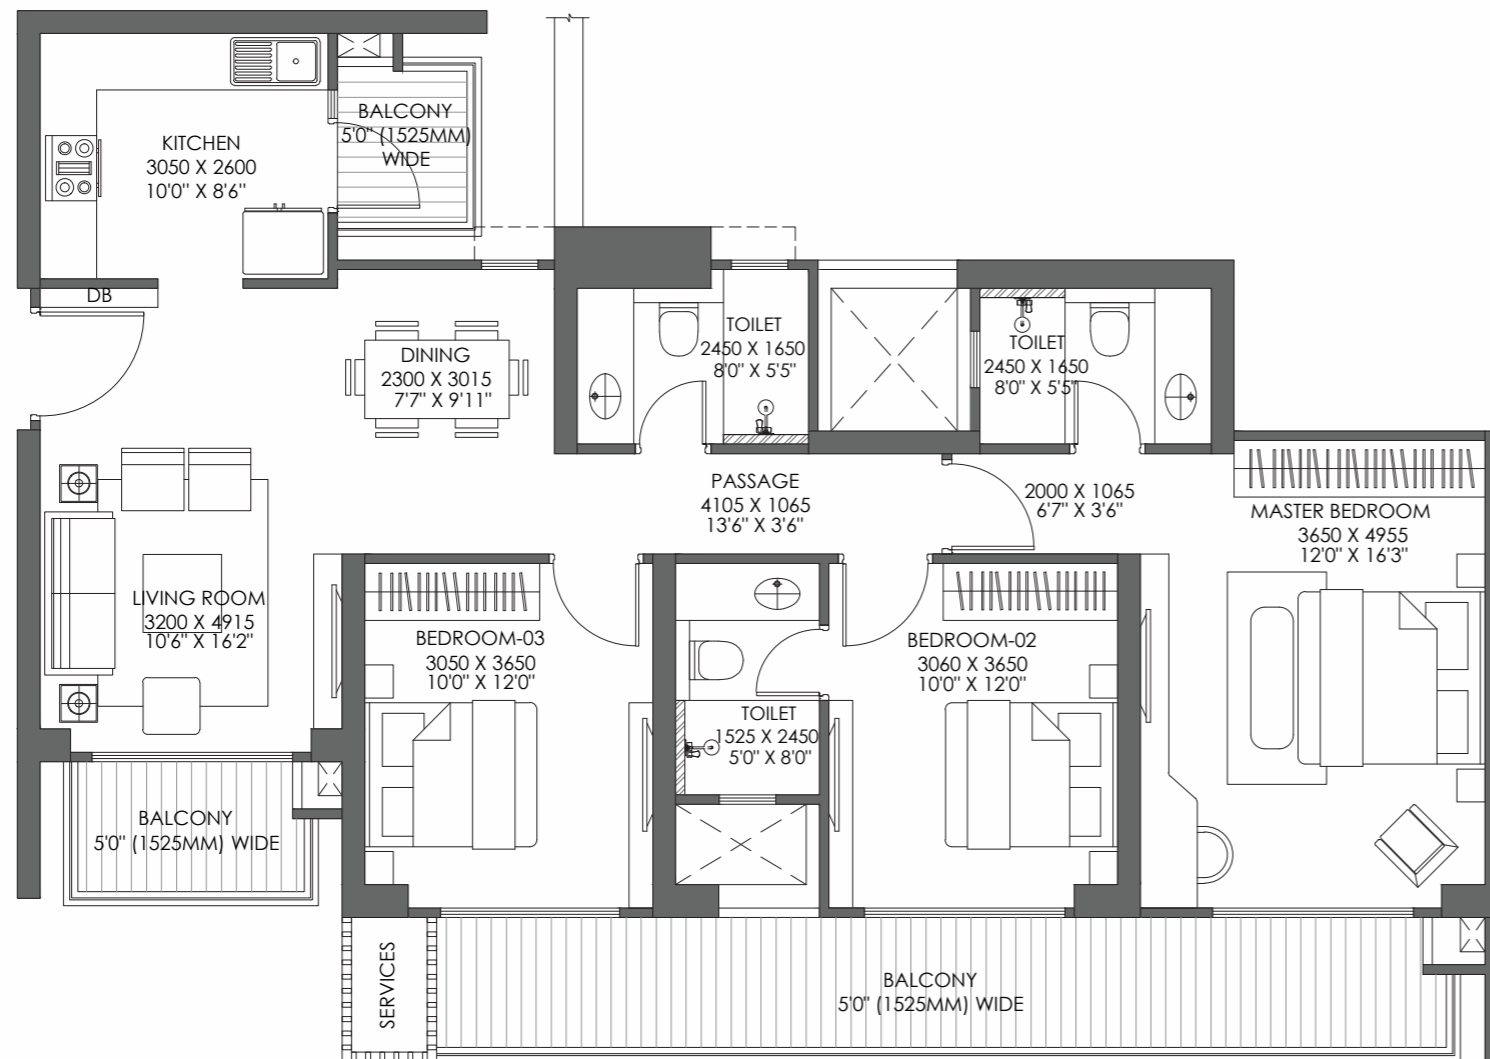 BALCONY
5'0" (1525MM)
WIDE
KITCHEN
3050 X 2600
10'0" X 8'6"
DB
DINING
2300 X 3015
7'7" X 9'11"
TOILET
2450 X 1650
8'0" X 5'5"
TOILET
2450 X 1650
8'0" X 5'5"
PASSAGE
4105 X 1065
13'6" X 3'6"
2000 X 1065
6'7" X 3'6"
MASTER BEDROOM
3650 X 4955
12'0" X 16'3"
LIVING ROOM
3200 X 4915
10'6" X 16'2"
BEDROOM-03
3050 X 3650
10'0" X 12'0"
BEDROOM-02
3060 X 3650
10'0" X 12'0"
TOILET
1525 X 2450
5'0" X 8'0"
BALCONY
5'0" (1525MM) WIDE
SERVICES
BALCONY
5'0" (1525MM) WIDE